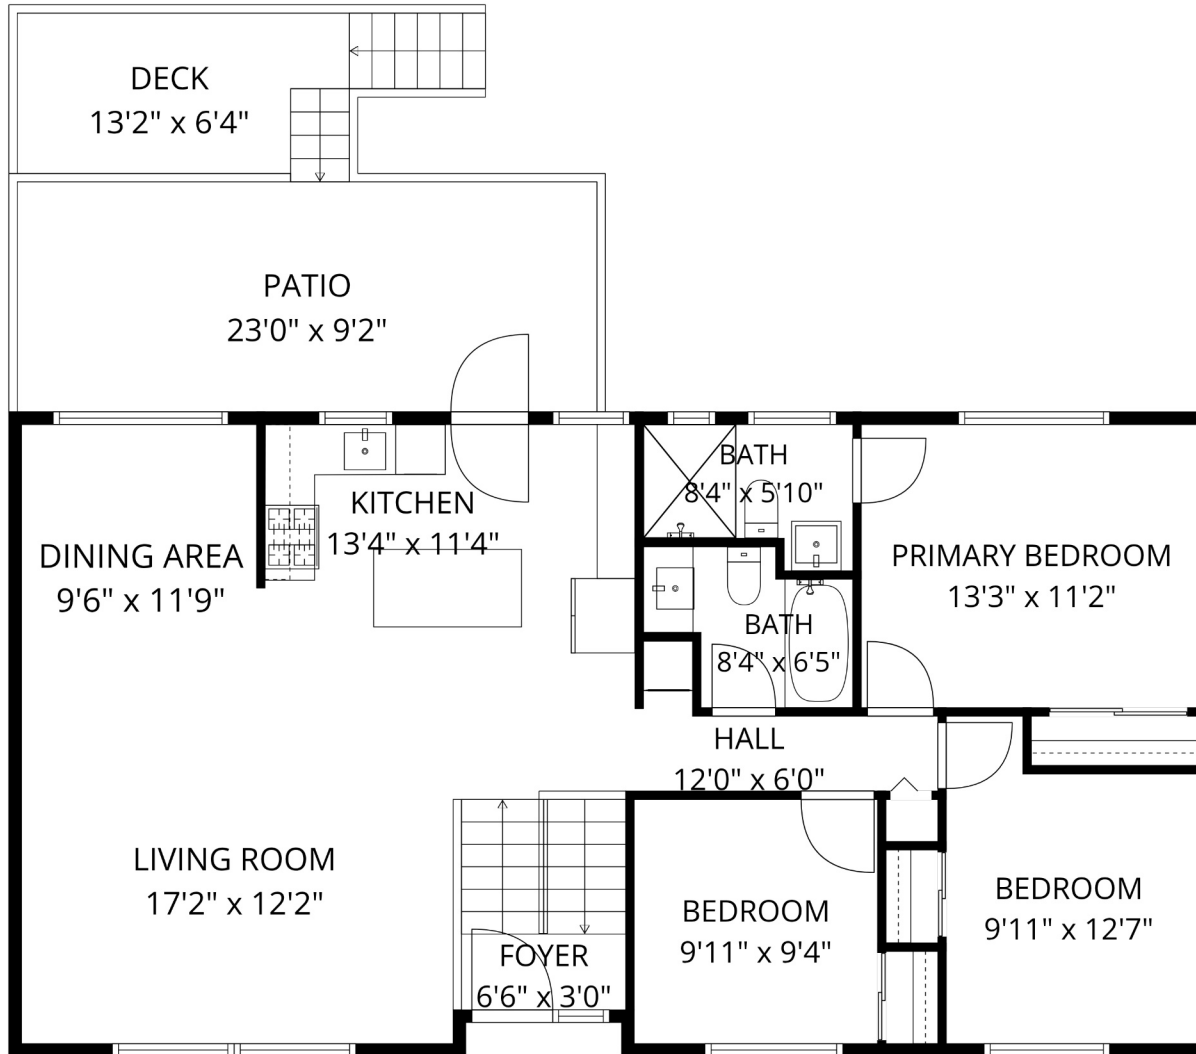 DECK
13'2" x 6'4"
PATIO
23'0" x 9'2"
KITCHEN
13'4" x 11'4"
DINING AREA
9'6" x 11'9"
BATH
8'4" x 5'10"
PRIMARY BEDROOM
13'3" x 11'2"
BATH
8'4" x 6'5"
HALL
12'0" x 6'0"
LIVING ROOM
17'2" x 12'2"
FOYER
6'6" x 3'0"
BEDROOM
9'11" x 9'4"
BEDROOM
9'11" x 12'7"